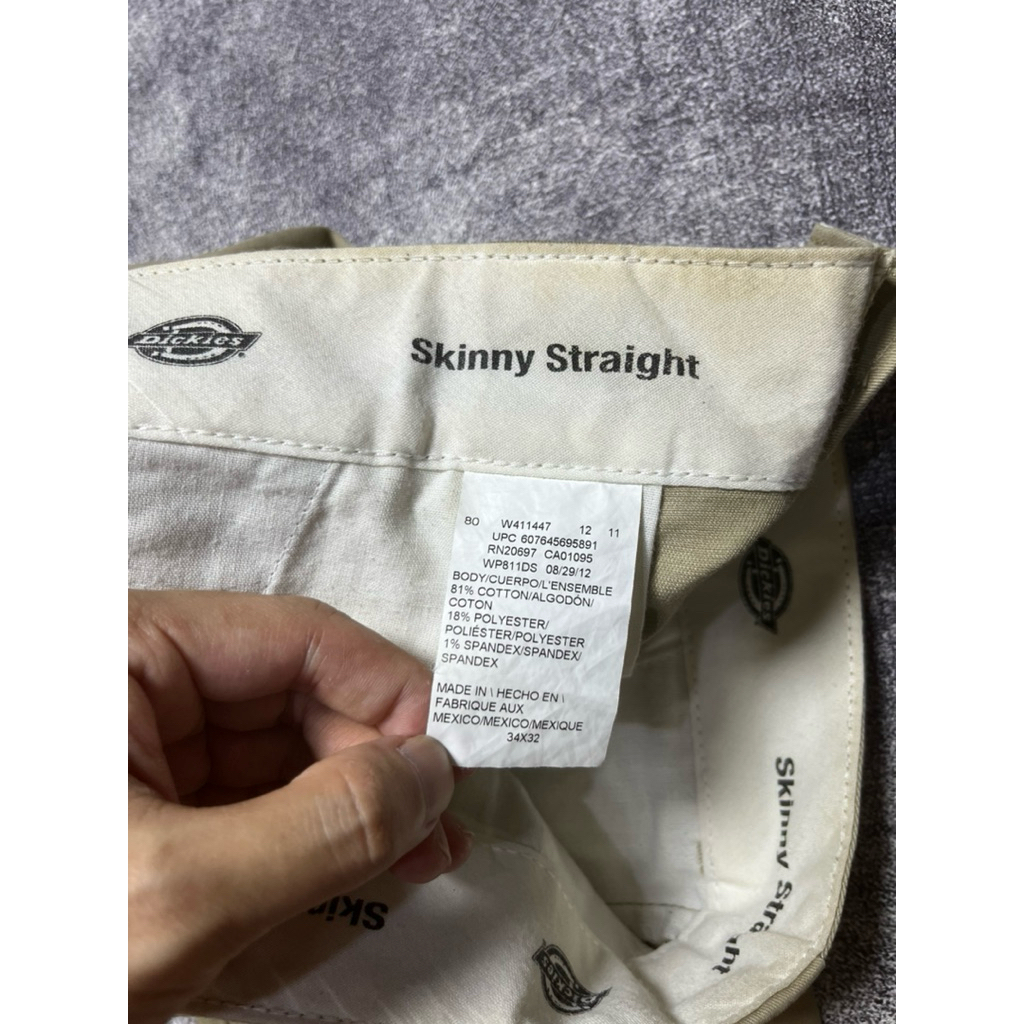 Dickies
Skinny Straight
80 W411447 12 11
UPC 607645695891
RN20697 CA01095
WP811DS 08/29/12
BODY/CUERPO/L'ENSEMBLE
81% COTTON/ALGODÓN/
COTON
18% POLYESTER/
POLIÉSTER/POLYESTER
1% SPANDEX/SPANDEX/
SPANDEX
MADE IN \ HECHO EN \
FABRIQUE AUX
MEXICO/MEXICO/MEXIQUE
34X32
Dickies
Skinny Straight
Skin
Dickies